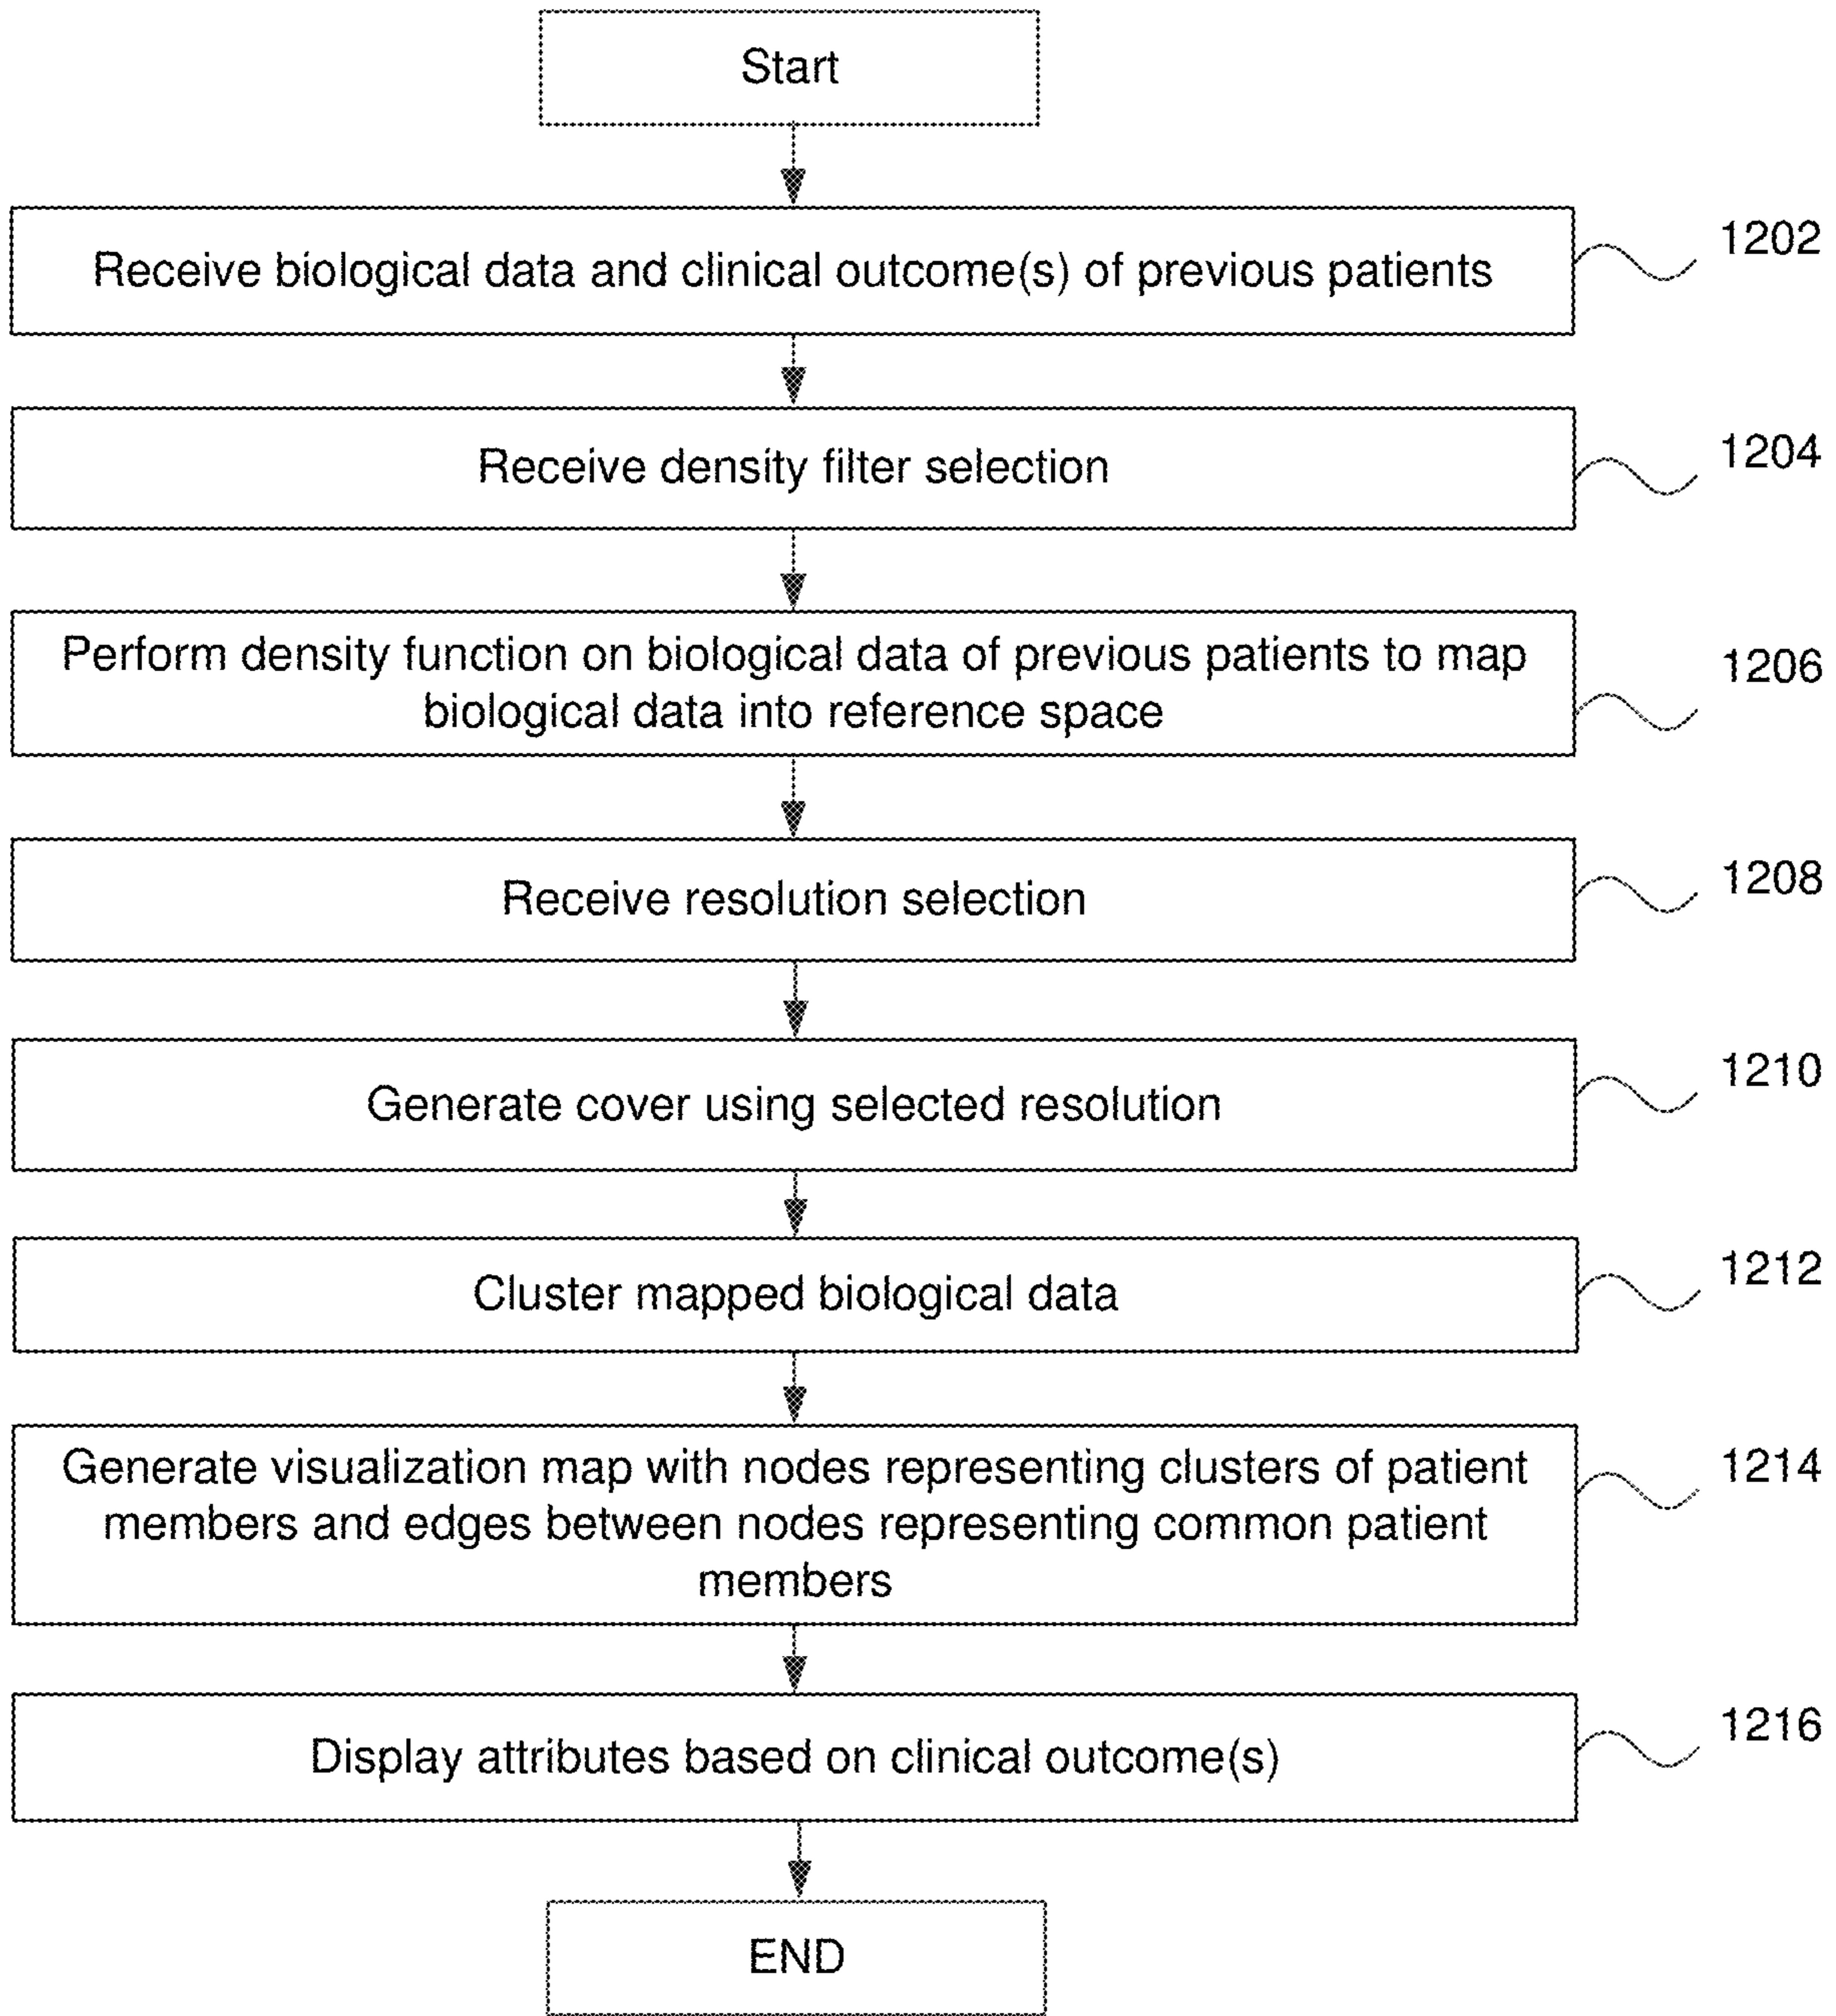 Start
Receive biological data and clinical outcome(s) of previous patients
1202
Receive density filter selection
1204
Perform density function on biological data of previous patients to map
biological data into reference space
1206
Receive resolution selection
1208
Generate cover using selected resolution
1210
Cluster mapped biological data
1212
Generate visualization map with nodes representing clusters of patient
members and edges between nodes representing common patient
members
1214
Display attributes based on clinical outcome(s)
1216
END